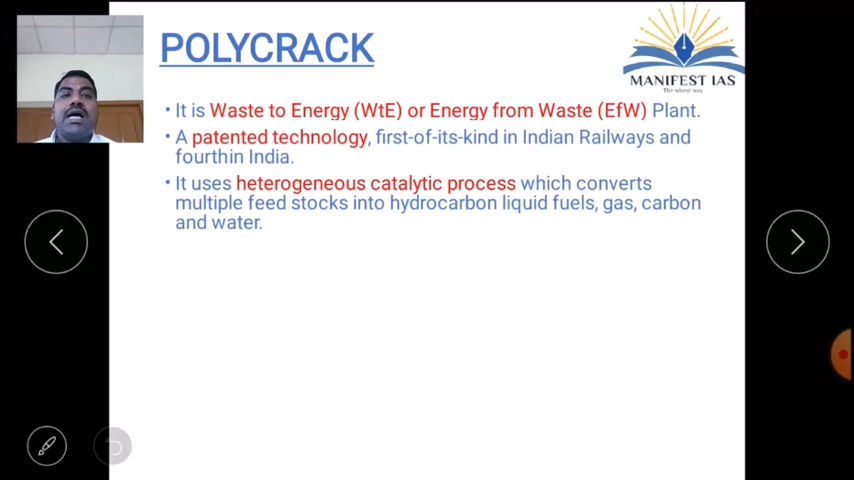 POLYCRACK
MANIFEST IAS
The wisest way
• It is Waste to Energy (WtE) or Energy from Waste (EfW) Plant.
• A patented technology, first-of-its-kind in Indian Railways and
fourthin India.
• It uses heterogeneous catalytic process which converts
multiple feed stocks into hydrocarbon liquid fuels, gas, carbon
and water.